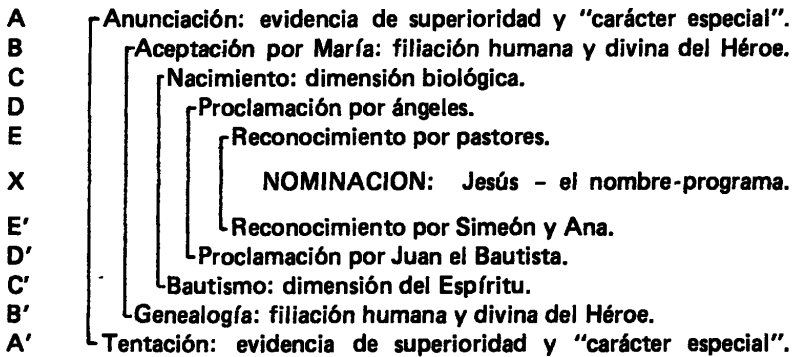 A Anunciación: evidencia de superioridad y "carácter especial".
B Aceptación por María: filiación humana y divina del Héroe.
C Nacimiento: dimensión biológica.
D Proclamación por ángeles.
E Reconocimiento por pastores.
X NOMINACION: Jesús – el nombre-programa.
E' Reconocimiento por Simeón y Ana.
D' Proclamación por Juan el Bautista.
C' Bautismo: dimensión del Espíritu.
B' Genealogía: filiación humana y divina del Héroe.
A' Tentación: evidencia de superioridad y "carácter especial".